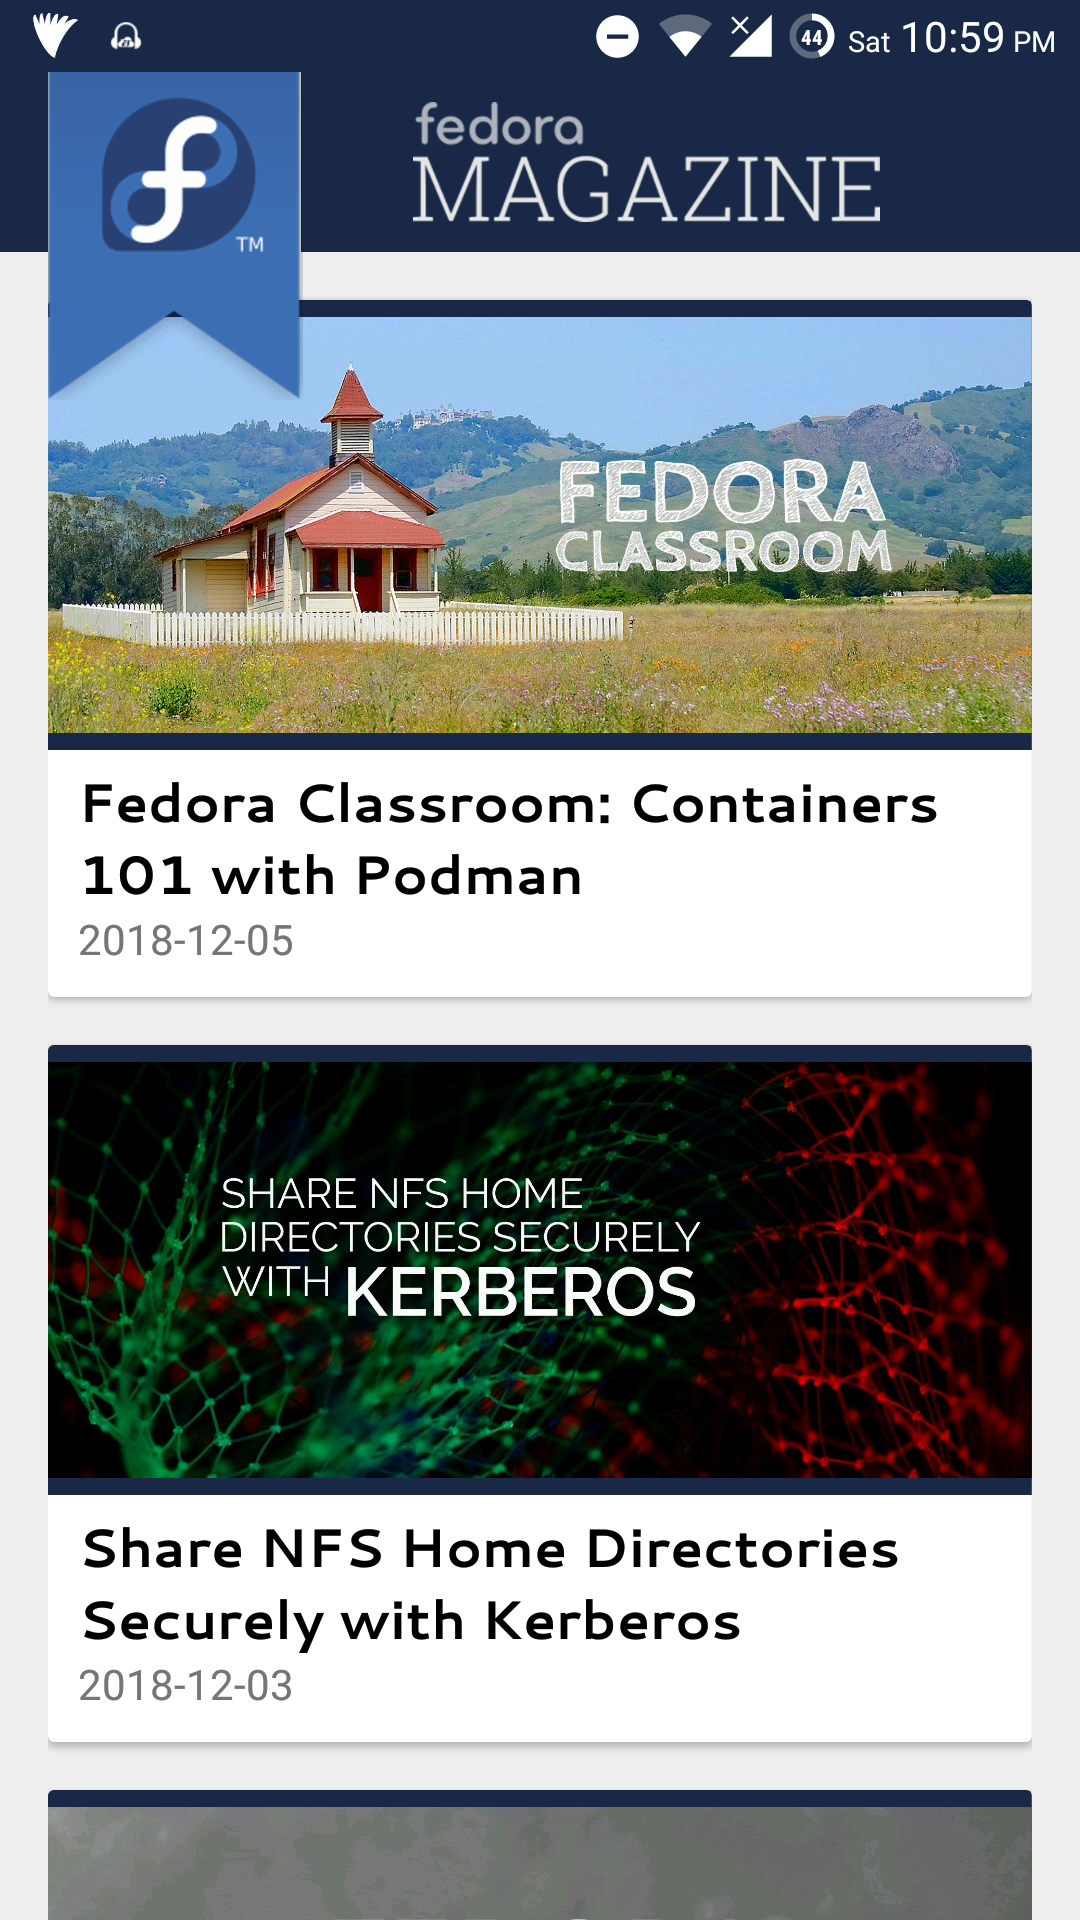 44 Sat 10:59 PM
TM
fedora
MAGAZINE
FEDORA
CLASSROOM
Fedora Classroom: Containers
101 with Podman
2018-12-05
SHARE NFS HOME
DIRECTORIES SECURELY
WITH KERBEROS
Share NFS Home Directories
Securely with Kerberos
2018-12-03